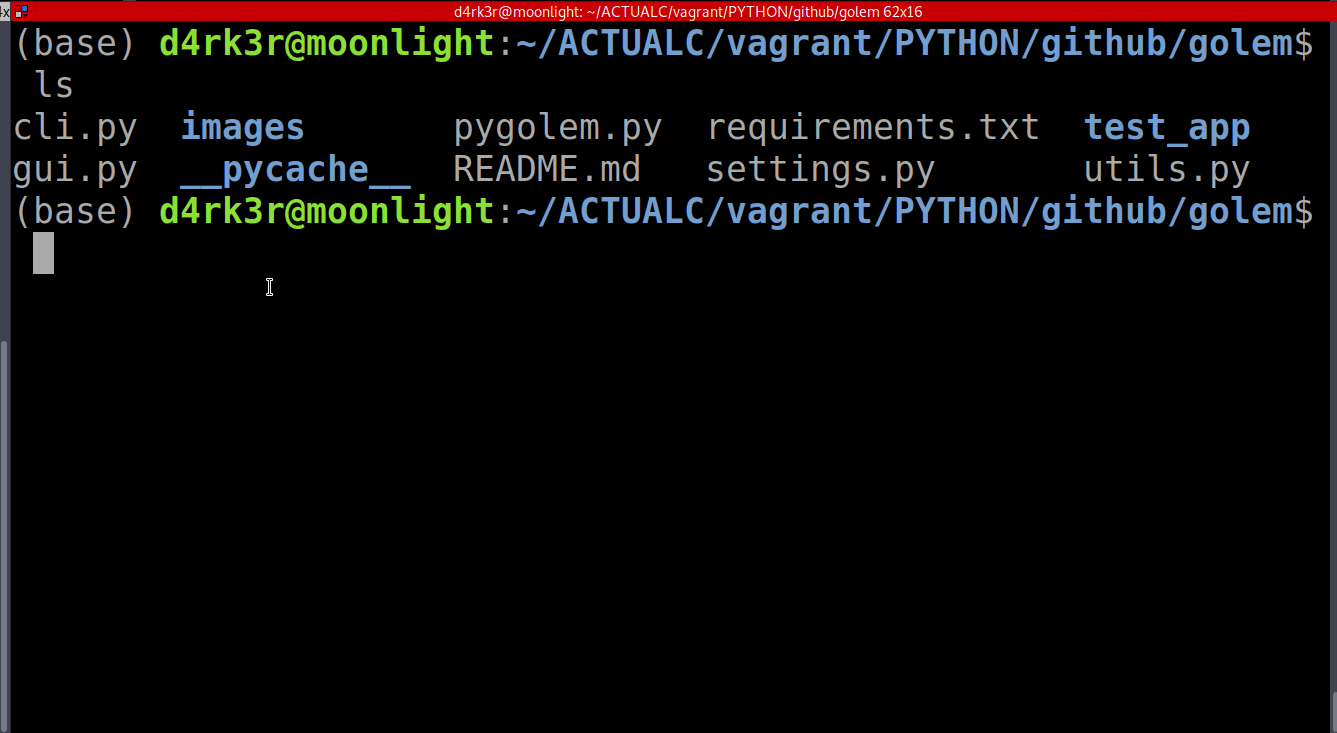 4x
d4rk3r@moonlight: ~/ACTUALC/vagrant/PYTHON/github/golem 62x16
(base) d4rk3r@moonlight:~/ACTUALC/vagrant/PYTHON/github/golem$
ls
cli.py images pygolem.py requirements.txt test_app
gui.py __pycache__ README.md settings.py utils.py
(base) d4rk3r@moonlight:~/ACTUALC/vagrant/PYTHON/github/golem$